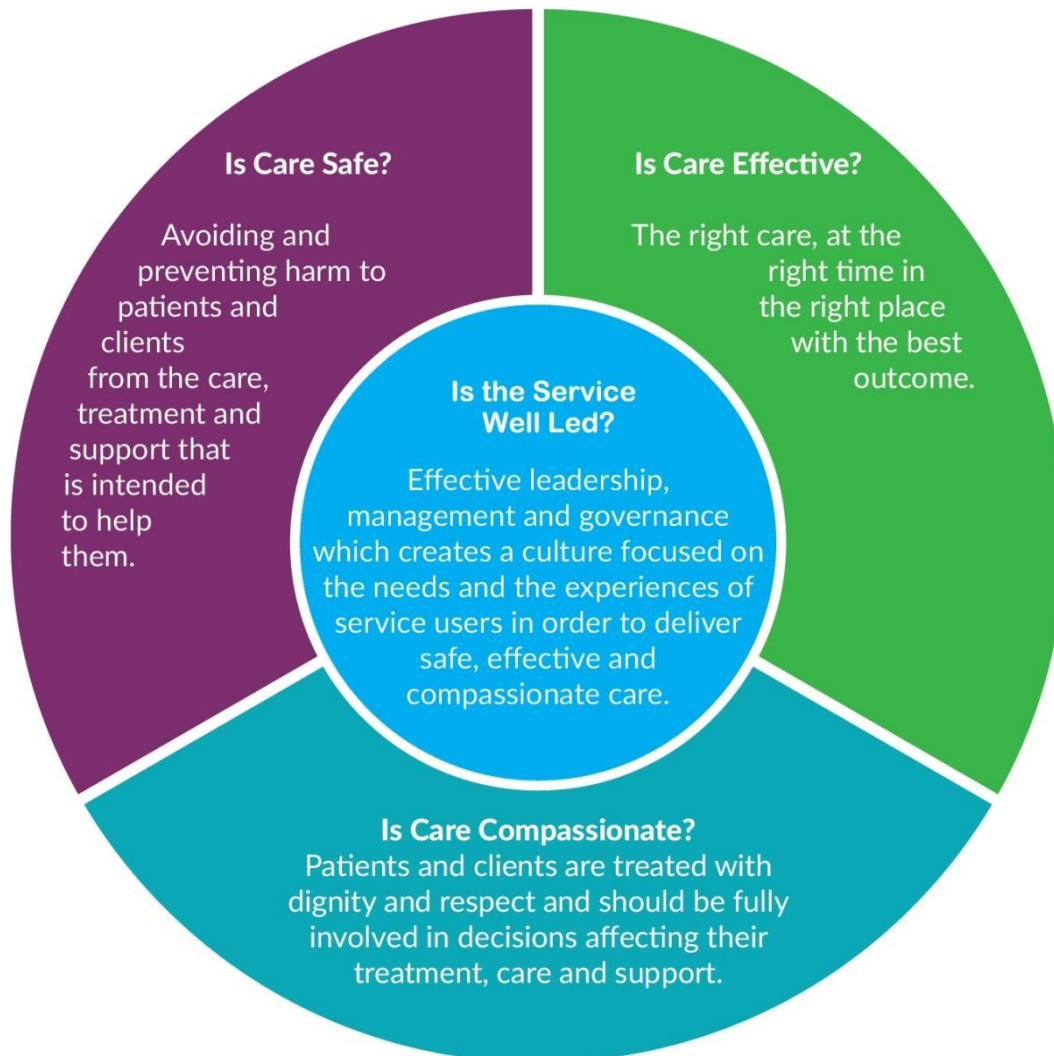 Is Care Safe?
Avoiding and
preventing harm to
patients and
clients
from the care,
treatment and
support that
is intended
to help
them.
Is Care Effective?
The right care, at the
right time in
the right place
with the best
outcome.
Is the Service
Well Led?
Effective leadership,
management and governance
which creates a culture focused on
the needs and the experiences of
service users in order to deliver
safe, effective and
compassionate care.
Is Care Compassionate?
Patients and clients are treated with
dignity and respect and should be fully
involved in decisions affecting their
treatment, care and support.